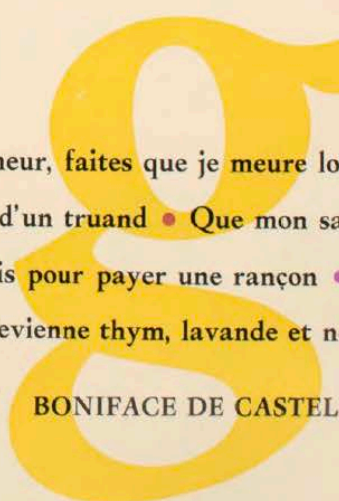 neur, faites que je meure lo
d'un truand • Que mon sa
is pour payer une rançon •
evienne thym, lavande et n
BONIFACE DE CASTEL
g